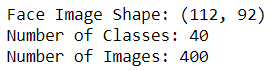 Face Image Shape: (112, 92)
Number of Classes: 40
Number of Images: 400